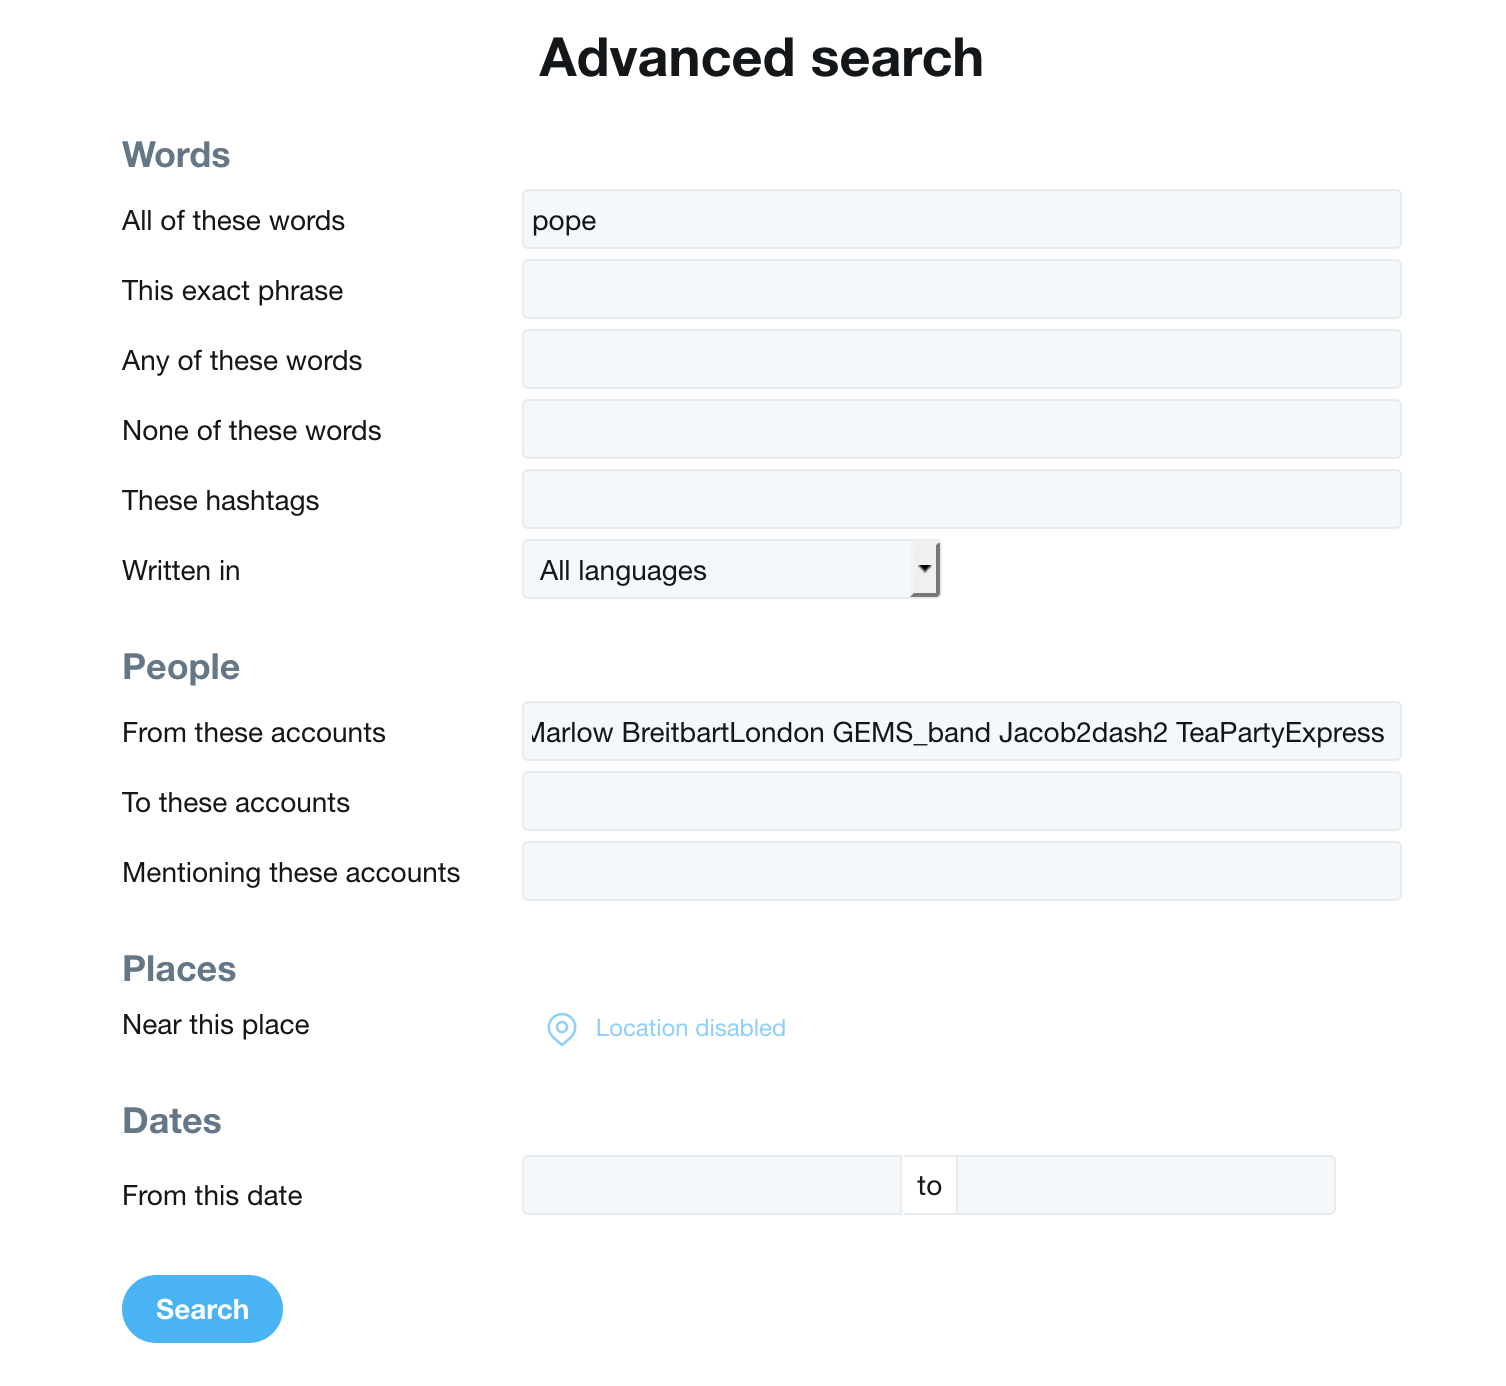 Advanced search
Words
All of these words pope
This exact phrase
Any of these words
None of these words
These hashtags
Written in All languages
People
From these accounts Marlow BreitbartLondon GEMS_band Jacob2dash2 TeaPartyExpress
To these accounts
Mentioning these accounts
Places
Near this place Location disabled
Dates
From this date to
Search